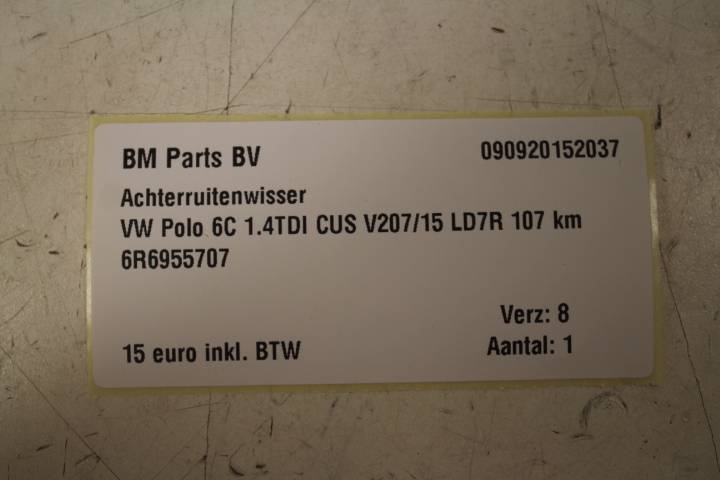 BM Parts BV 090920152037
Achterruitenwisser
VW Polo 6C 1.4TDI CUS V207/15 LD7R 107 km
6R6955707
Verz: 8
15 euro inkl. BTW Aantal: 1